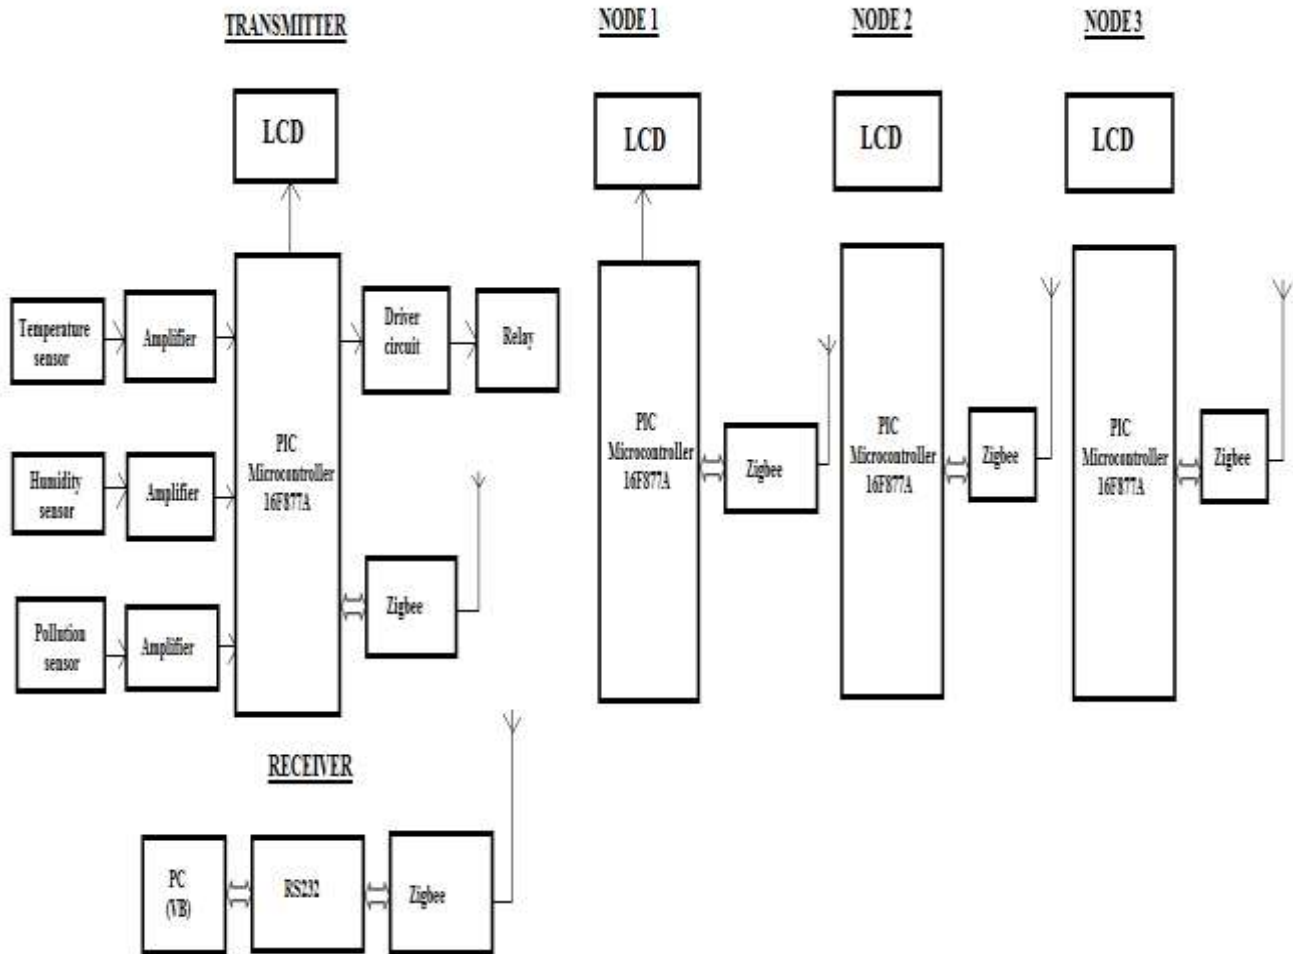 TRANSMITTER
LCD
Temperature
sensor
Amplifier
Humidity
sensor
Amplifier
Pollution
sensor
Amplifier
PIC
Microcontroller
16F877A
Driver
circuit
Relay
Zigbee
NODE 1
LCD
PIC
Microcontroller
16F877A
Zigbee
NODE 2
LCD
PIC
Microcontroller
16F877A
Zigbee
NODE 3
LCD
PIC
Microcontroller
16F877A
Zigbee
RECEIVER
PC
(VB)
RS232
Zigbee